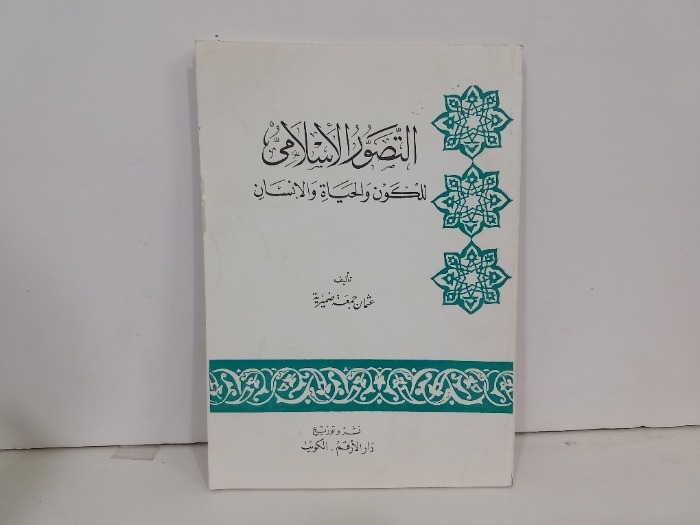 التصور الإسلامي
للكون والحياة والإنسان
تأليف
عثمان جمعة ضميرية
نشر وتوزيع
دار الأرقم - الكويت